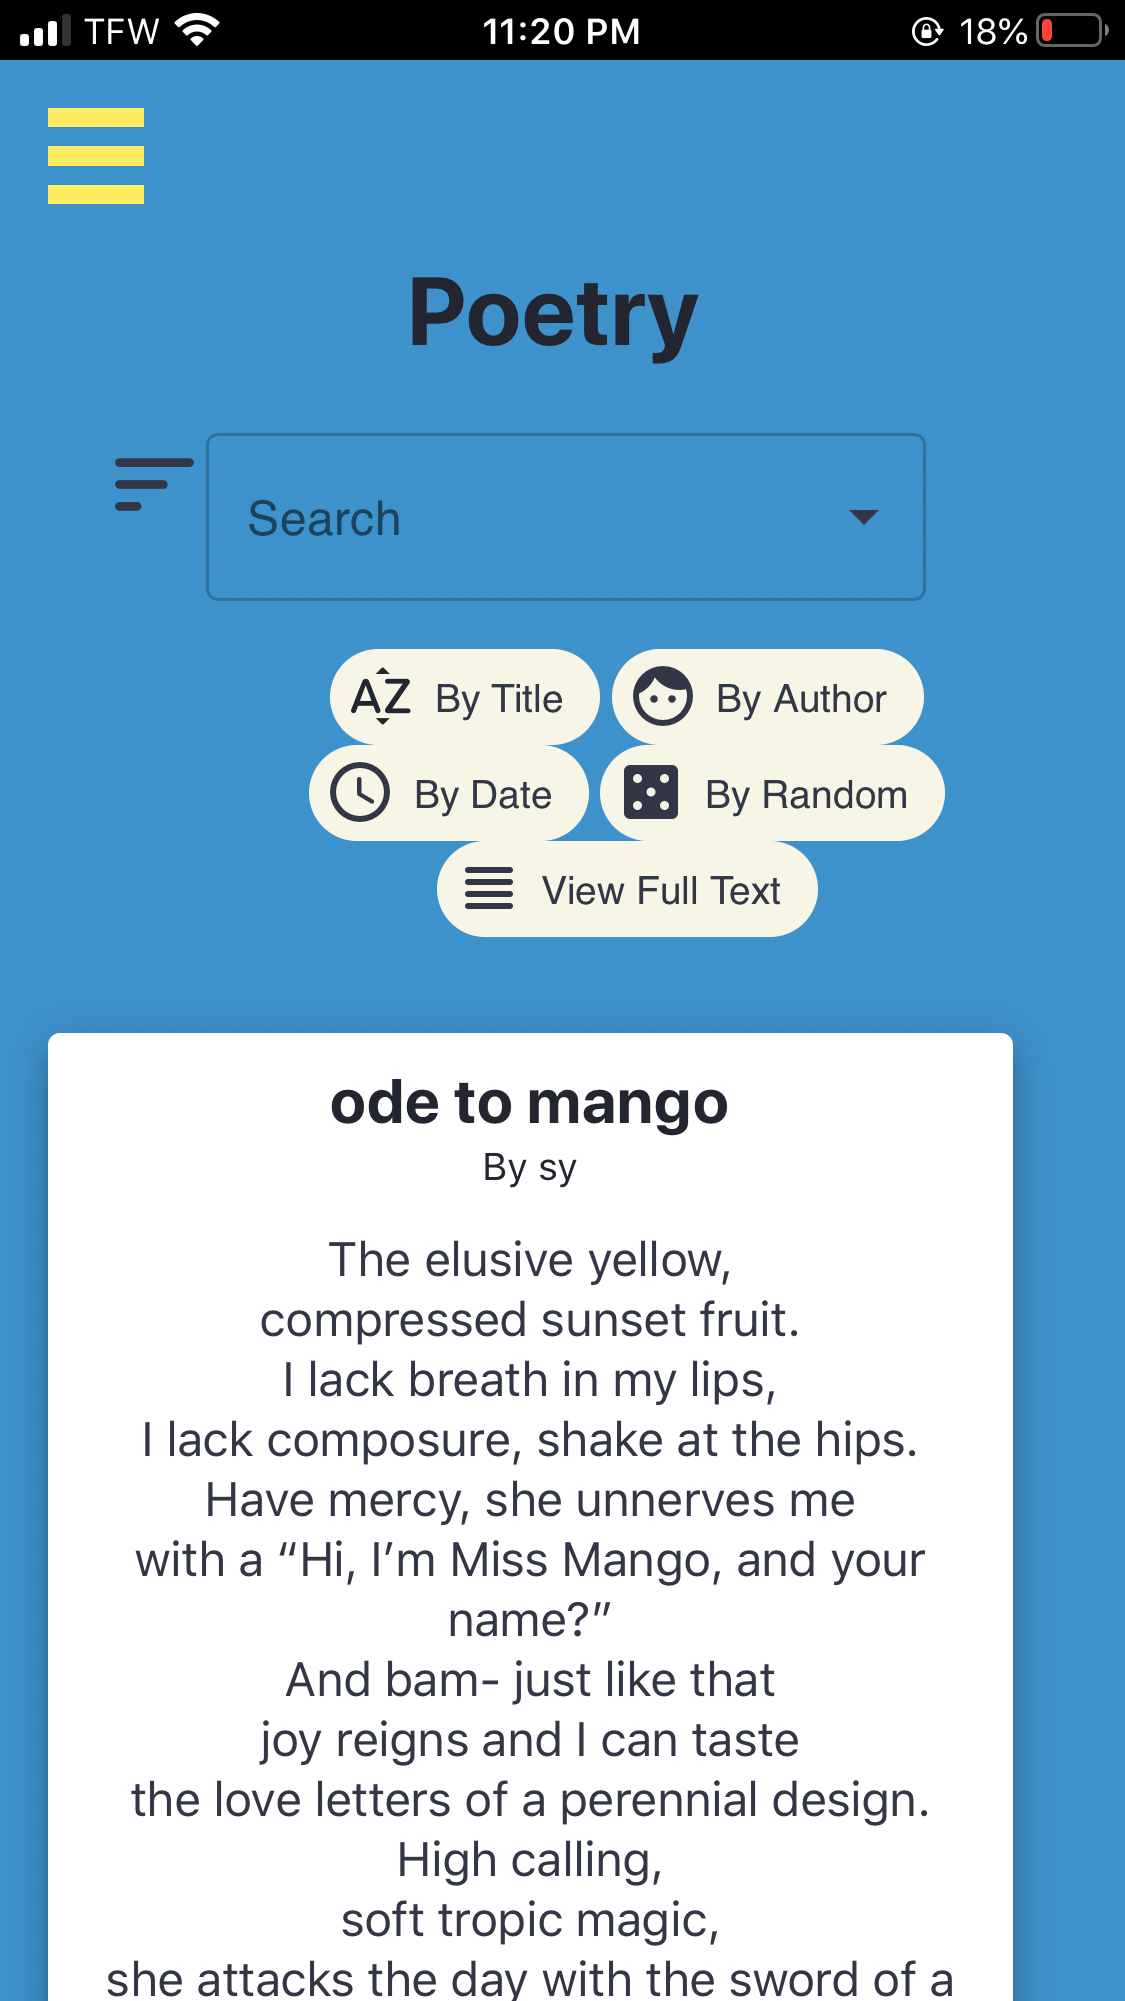 TFW 11:20 PM 18%
Poetry
Search
AZ By Title By Author
By Date By Random
View Full Text
ode to mango
By sy
The elusive yellow,
compressed sunset fruit.
I lack breath in my lips,
I lack composure, shake at the hips.
Have mercy, she unnerves me
with a “Hi, I’m Miss Mango, and your
name?”
And bam- just like that
joy reigns and I can taste
the love letters of a perennial design.
High calling,
soft tropic magic,
she attacks the day with the sword of a